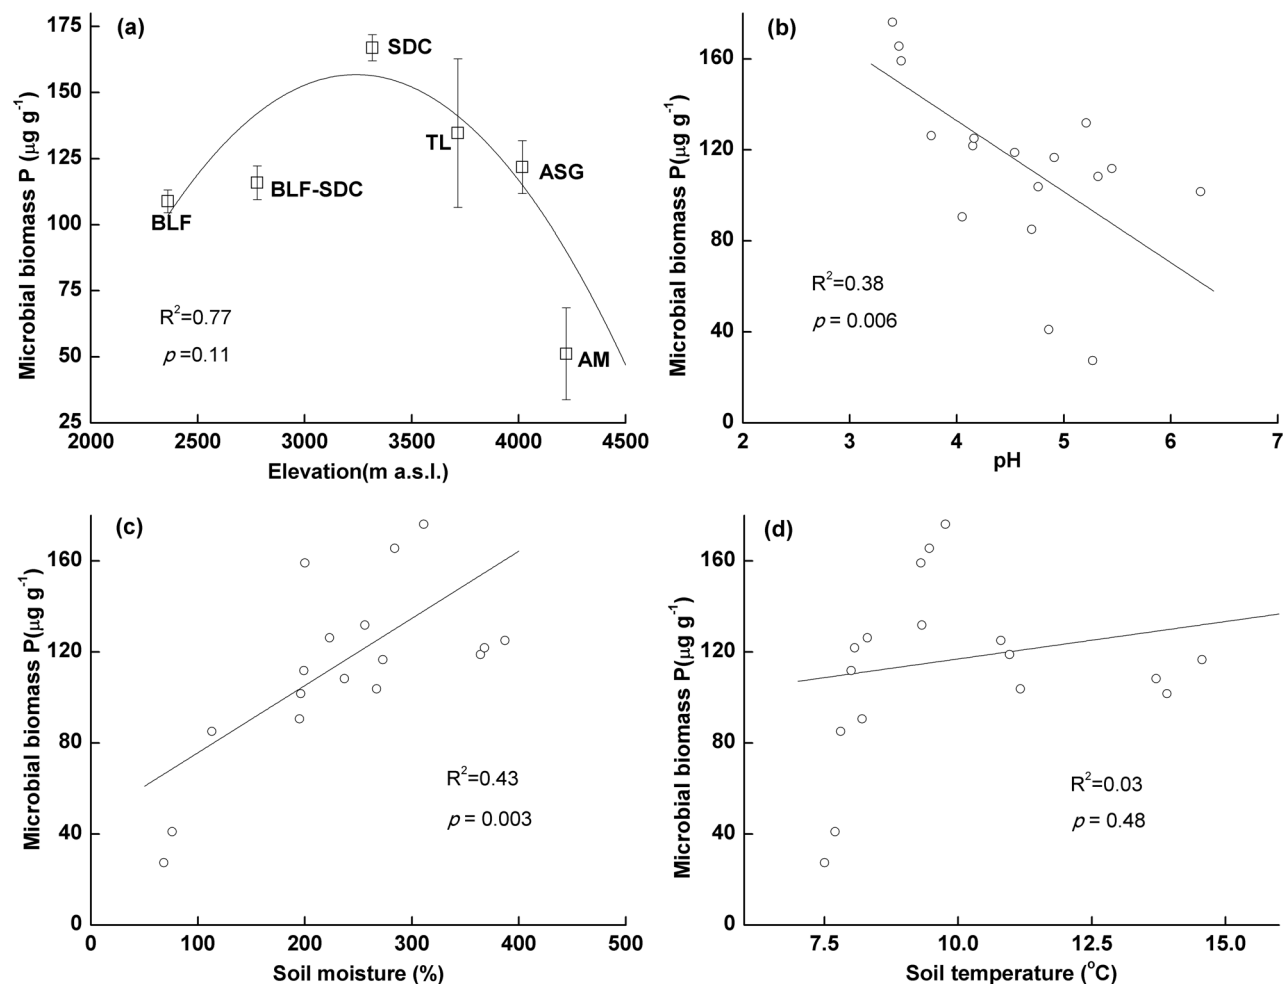 (a)
Microbial biomass P (μg g⁻¹)
175
150
125
100
75
50
25
SDC
TL
ASG
BLF-SDC
BLF
AM
R²=0.77
p=0.11
2000 2500 3000 3500 4000 4500
Elevation(m a.s.l.)
(b)
Microbial biomass P(μg g⁻¹)
160
120
80
40
0
R²=0.38
p = 0.006
2 3 4 5 6 7
pH
(c)
Microbial biomass P(μg g⁻¹)
160
120
80
40
0
R²=0.43
p = 0.003
0 100 200 300 400 500
Soil moisture (%)
(d)
Microbial biomass P(μg g⁻¹)
160
120
80
40
0
R²=0.03
p = 0.48
7.5 10.0 12.5 15.0
Soil temperature (°C)